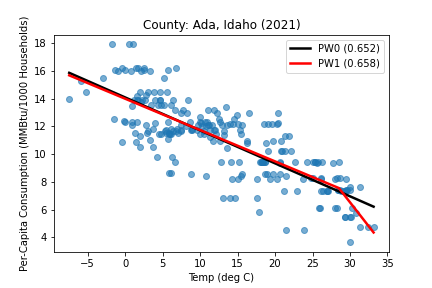 County: Ada, Idaho (2021)
Per-Capita Consumption (MMBtu/1000 Households)
18
16
14
12
10
8
6
4
PW0 (0.652)
PW1 (0.658)
−5 0 5 10 15 20 25 30 35
Temp (deg C)